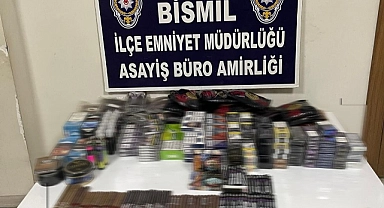 BİSMİL
İLÇE EMNİYET MÜDÜRLÜĞÜ
ASAYİŞ BÜRO AMİRLİĞİ